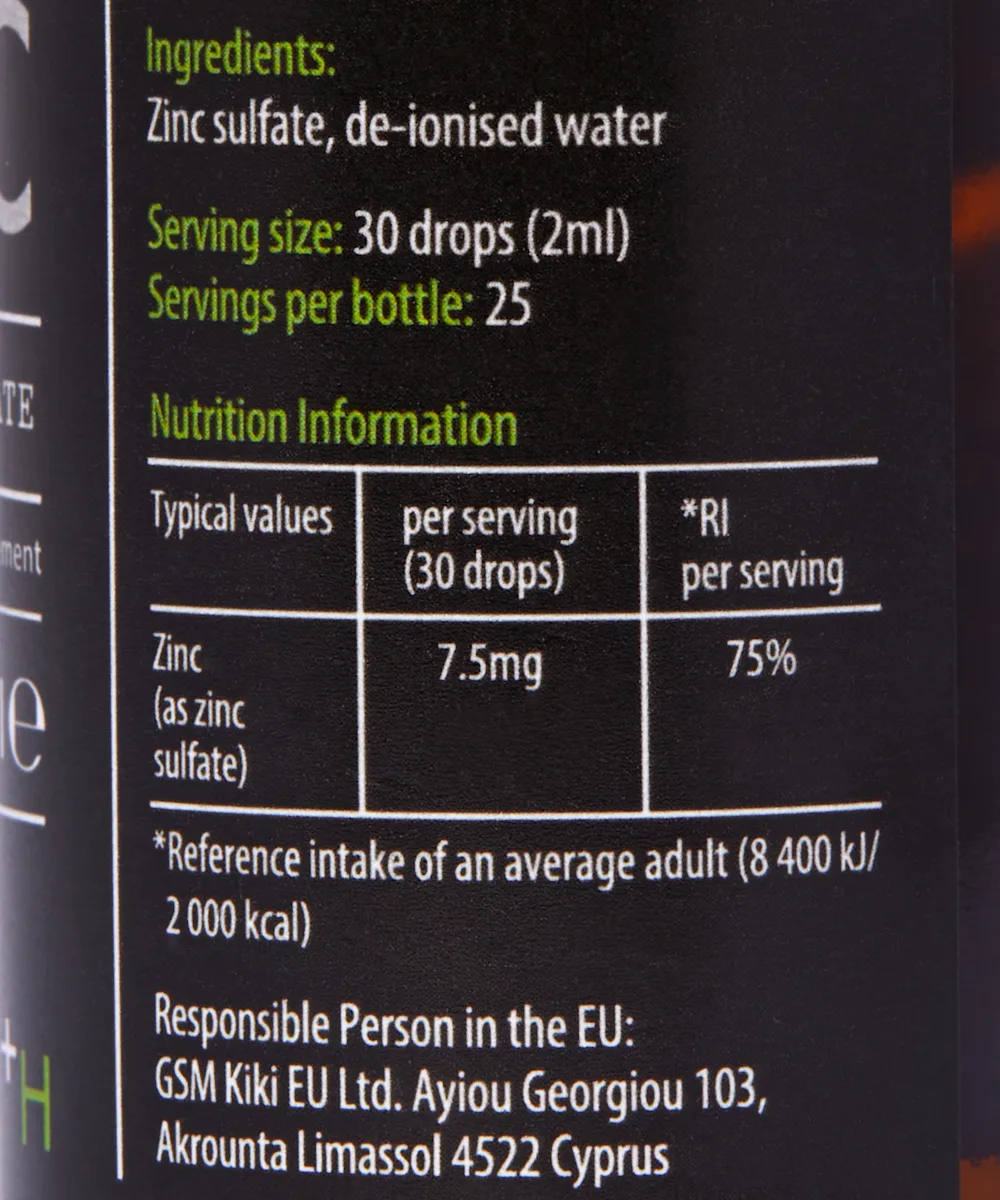 Ingredients:
Zinc sulfate, de-ionised water
Serving size: 30 drops (2ml)
Servings per bottle: 25
Nutrition Information
Typical values
per serving
(30 drops)
*RI
per serving
Zinc
(as zinc
sulfate)
7.5mg
75%
*Reference intake of an average adult (8 400 kJ/
2 000 kcal)
Responsible Person in the EU:
GSM Kiki EU Ltd. Ayiou Georgiou 103,
Akrounta Limassol 4522 Cyprus